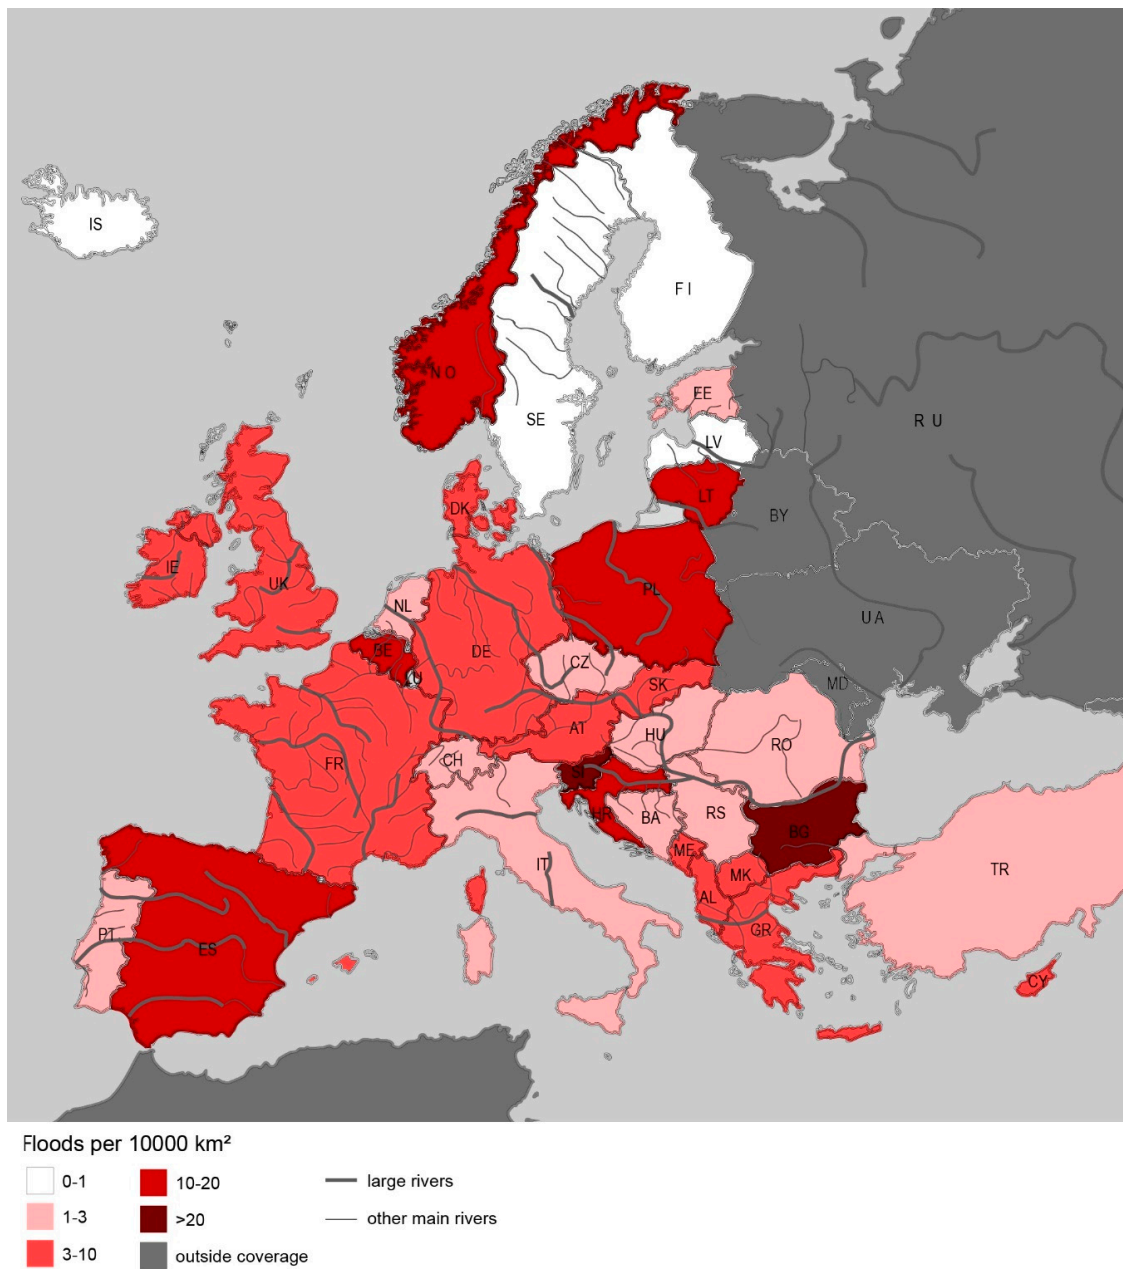 IS
FI
NO
SE
EE
RU
LV
LT
DK
BY
IE
UK
NL
PL
UA
BE
DE
CZ
U
SK
MD
AT
HU
RO
CH
FR
SI
HR
BA
RS
BG
IT
ME
MK
TR
AL
PT
ES
GR
CY
Floods per 10000 km²
0-1
10-20
large rivers
1-3
>20
other main rivers
3-10
outside coverage